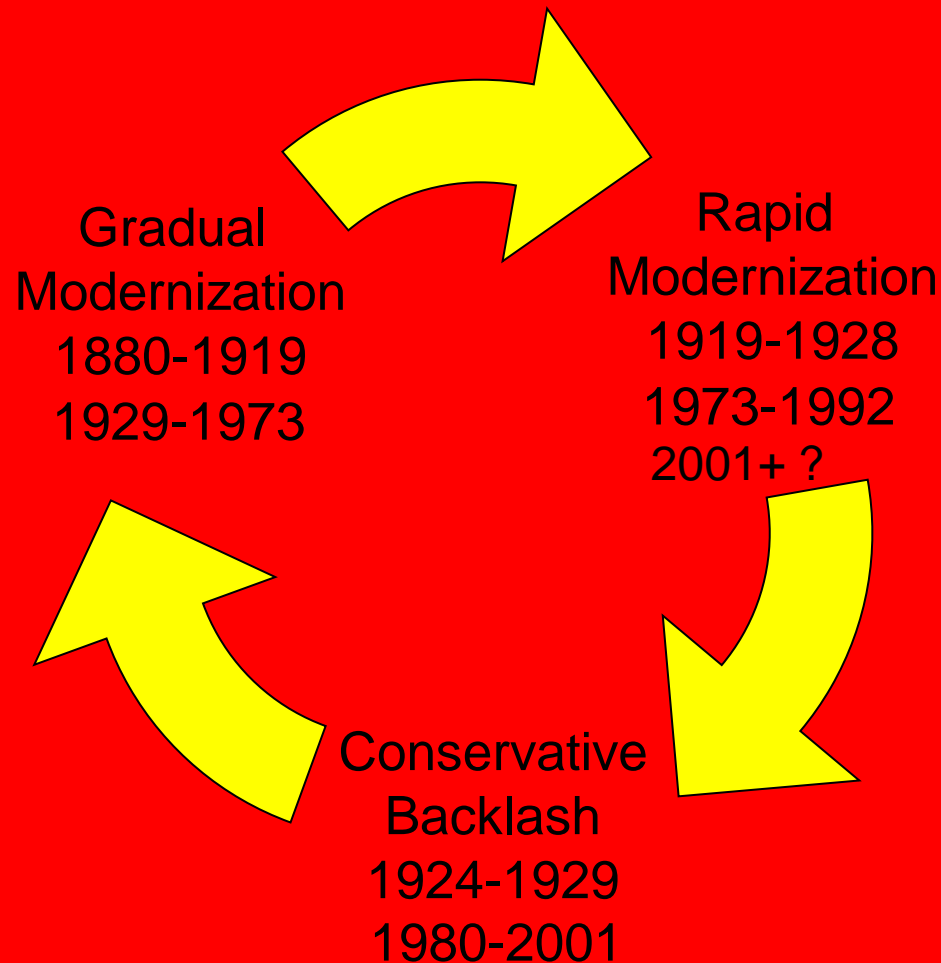 Gradual
Modernization
1880-1919
1929-1973
Rapid
Modernization
1919-1928
1973-1992
2001+ ?
Conservative
Backlash
1924-1929
1980-2001